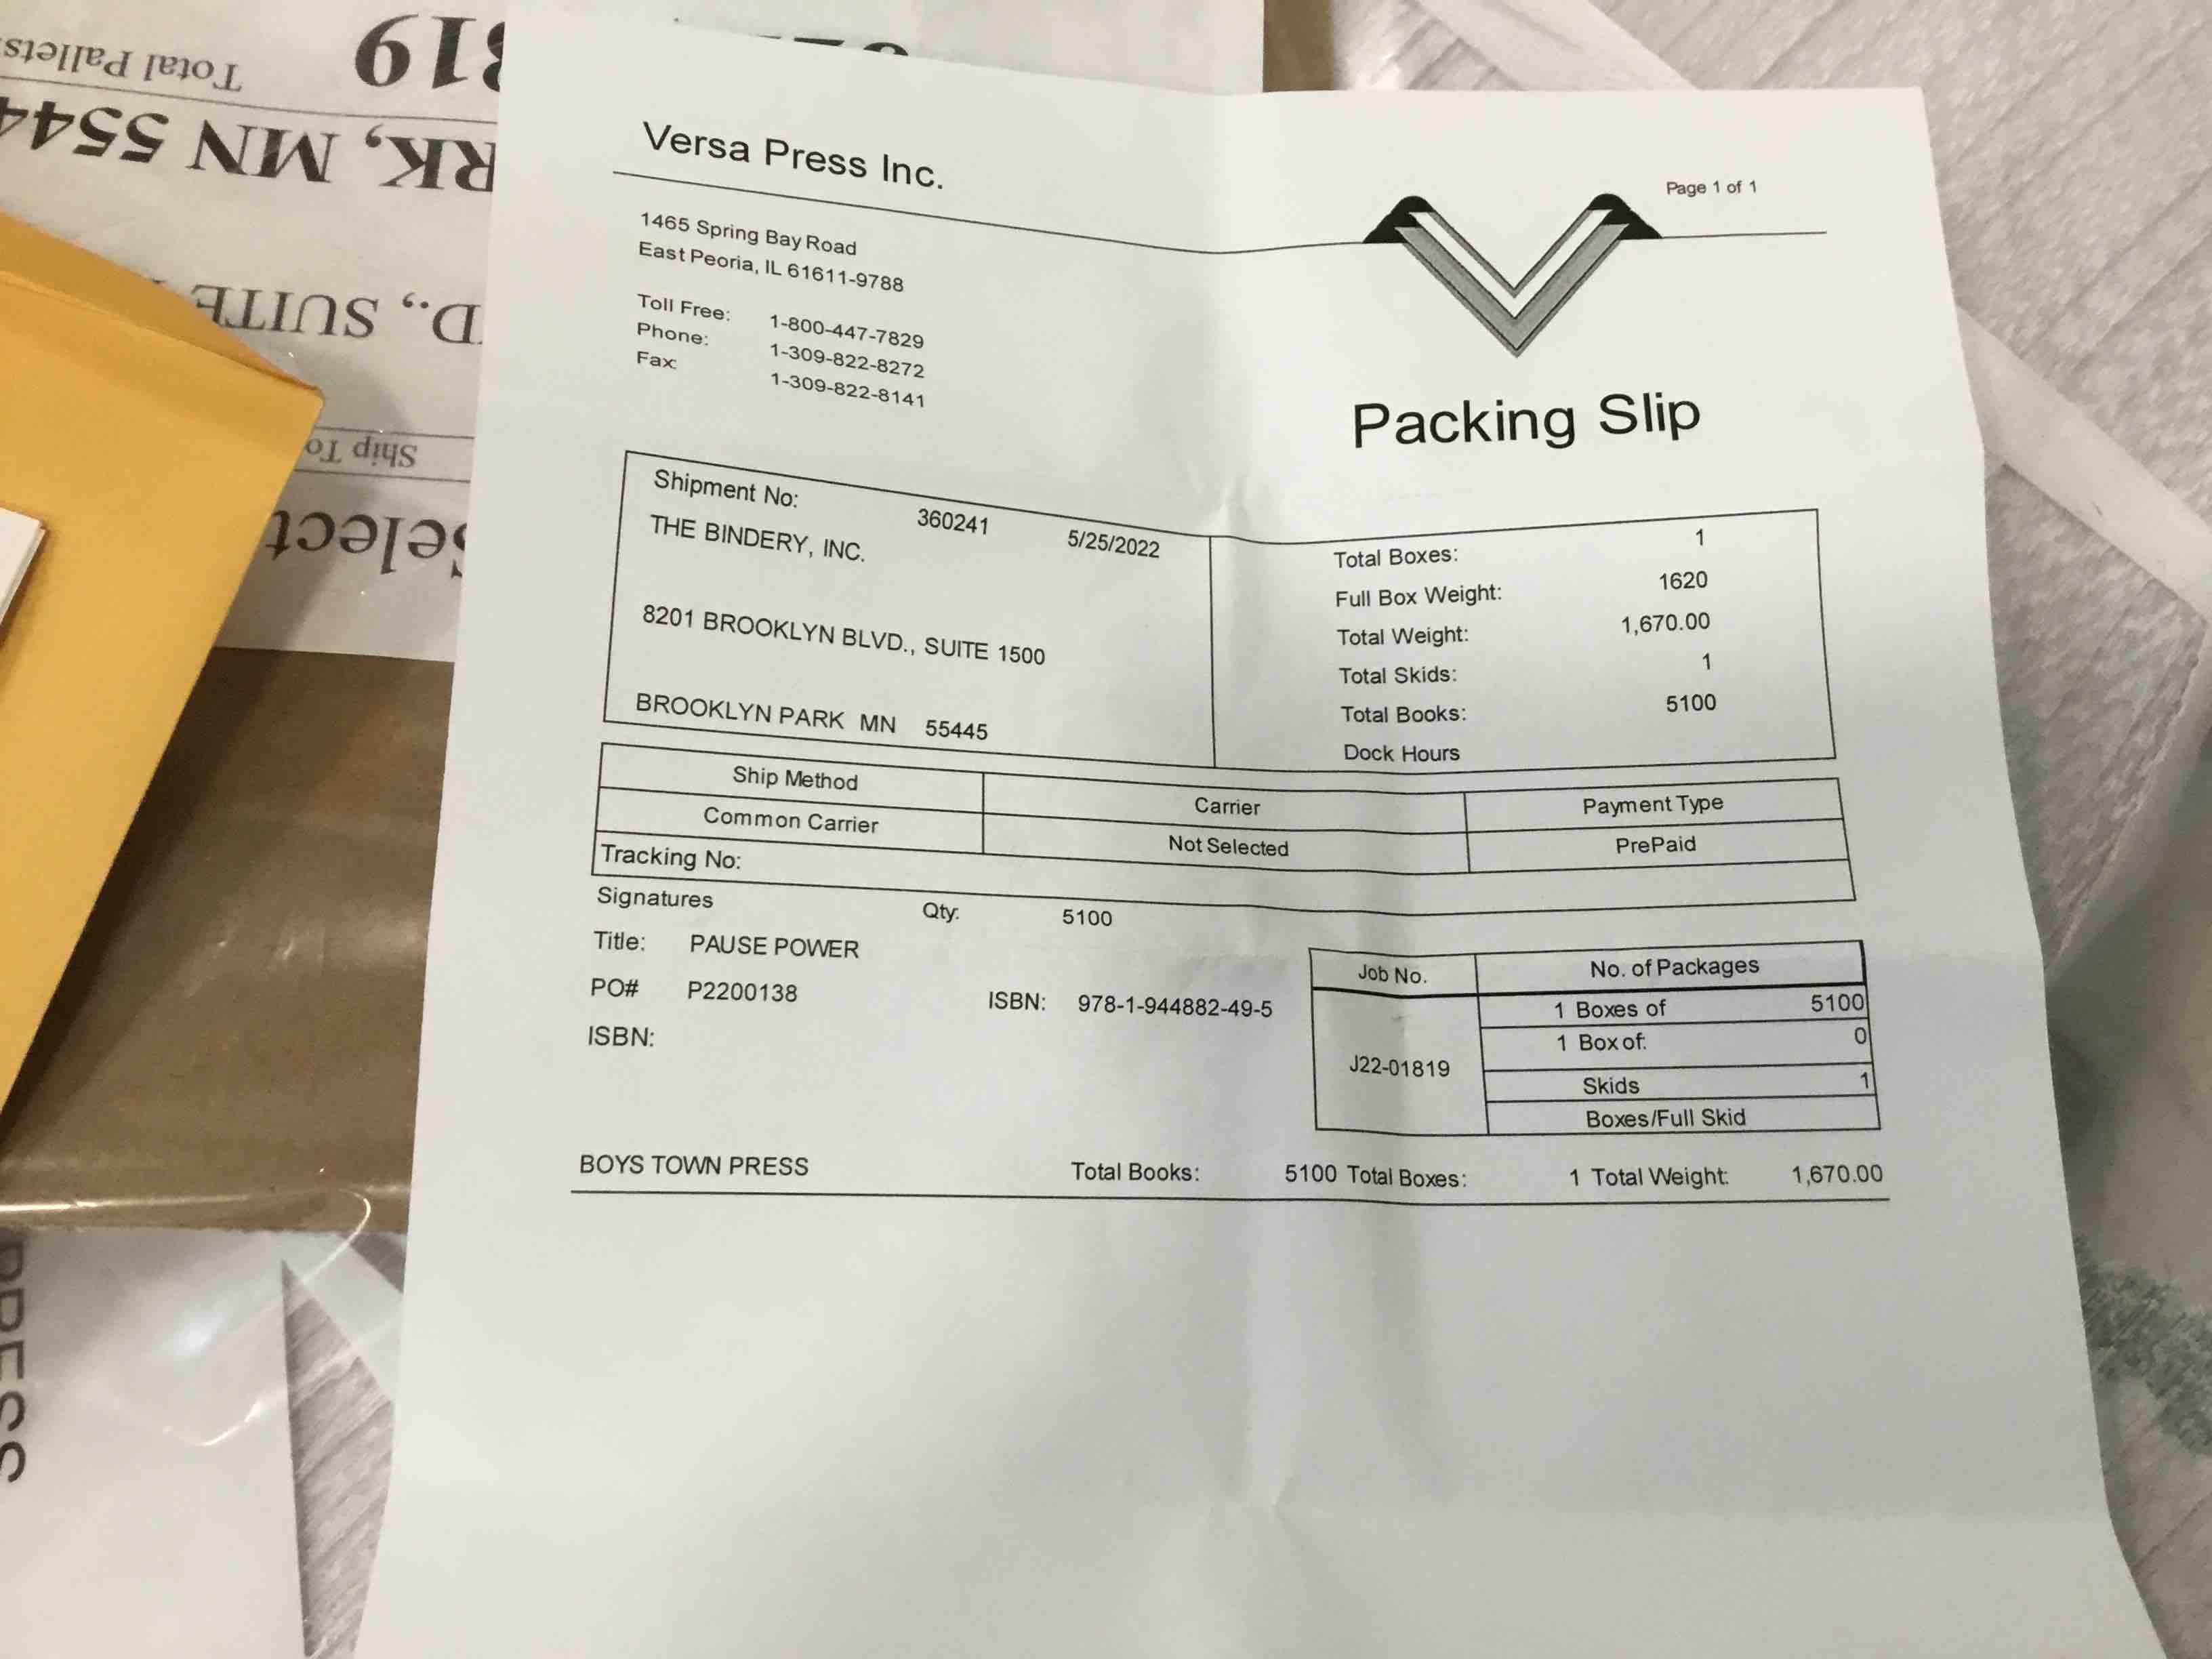 Versa Press Inc.
Page 1 of 1
1465 Spring Bay Road
East Peoria, IL 61611-9788
Toll Free: 1-800-447-7829
Phone: 1-309-822-8272
Fax: 1-309-822-8141
Packing Slip
Shipment No: 360241 5/25/2022
THE BINDERY, INC.
8201 BROOKLYN BLVD., SUITE 1500
BROOKLYN PARK MN 55445
Total Boxes: 1
Full Box Weight: 1620
Total Weight: 1,670.00
Total Skids: 1
Total Books: 5100
Dock Hours
Ship Method Carrier Payment Type
Common Carrier Not Selected PrePaid
Tracking No:
Signatures Qty: 5100
Title: PAUSE POWER
PO# P2200138 ISBN: 978-1-944882-49-5
ISBN:
Job No. No. of Packages
J22-01819
1 Boxes of 5100
1 Box of: 0
Skids 1
Boxes/Full Skid
BOYS TOWN PRESS Total Books: 5100 Total Boxes: 1 Total Weight: 1,670.00
Select
Ship To
D., SUITE
RK, MN 5544
Total Pallets
819
PRESS